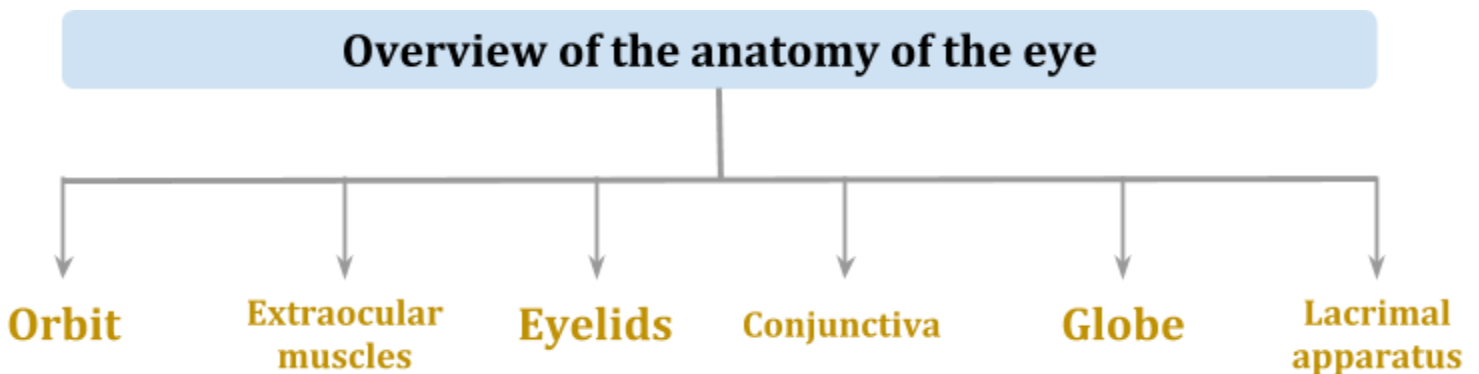 Overview of the anatomy of the eye
Orbit
Extraocular
muscles
Eyelids
Conjunctiva
Globe
Lacrimal
apparatus